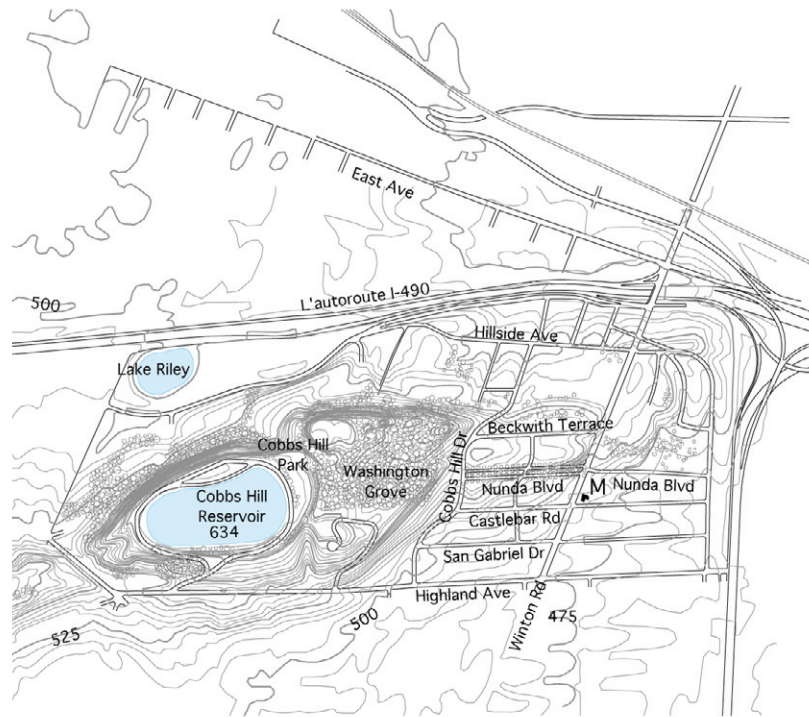 East Ave
L'autoroute I-490
500
Hillside Ave
Lake Riley
Beckwith Terrace
Cobbs Hill
Park
Washington
Grove
Cobbs Hill Dr
Nunda Blvd
M
Nunda Blvd
Cobbs Hill
Reservoir
634
Castlebar Rd
San Gabriel Dr
Highland Ave
Winton Rd
475
500
525